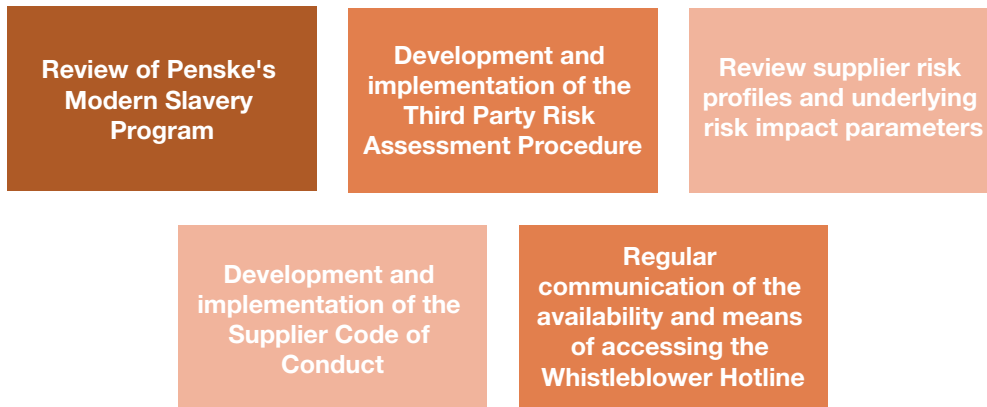 Review of Penske's
Modern Slavery
Program
Development and
implementation of the
Third Party Risk
Assessment Procedure
Review supplier risk
profiles and underlying
risk impact parameters
Development and
implementation of the
Supplier Code of
Conduct
Regular
communication of the
availability and means
of accessing the
Whistleblower Hotline